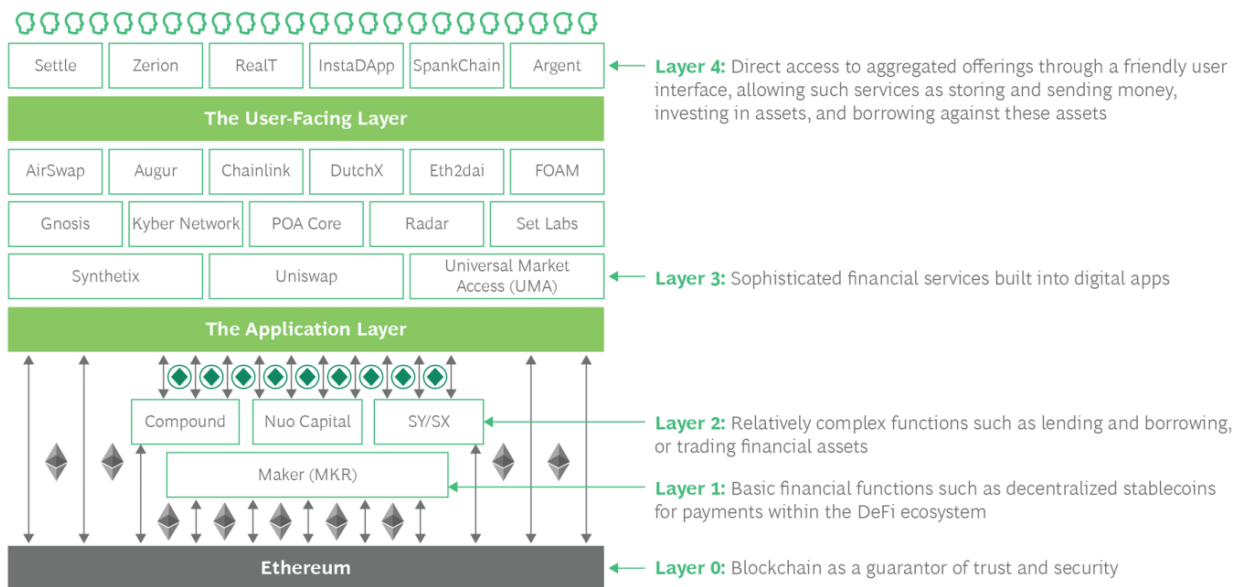 Settle
Zerion
RealT
InstaDApp
SpankChain
Argent
Layer 4: Direct access to aggregated offerings through a friendly user
interface, allowing such services as storing and sending money,
investing in assets, and borrowing against these assets
The User-Facing Layer
AirSwap
Augur
Chainlink
DutchX
Eth2dai
FOAM
Gnosis
Kyber Network
POA Core
Radar
Set Labs
Synthetix
Uniswap
Universal Market
Access (UMA)
Layer 3: Sophisticated financial services built into digital apps
The Application Layer
Compound
Nuo Capital
SY/SX
Layer 2: Relatively complex functions such as lending and borrowing,
or trading financial assets
Maker (MKR)
Layer 1: Basic financial functions such as decentralized stablecoins
for payments within the DeFi ecosystem
Ethereum
Layer 0: Blockchain as a guarantor of trust and security